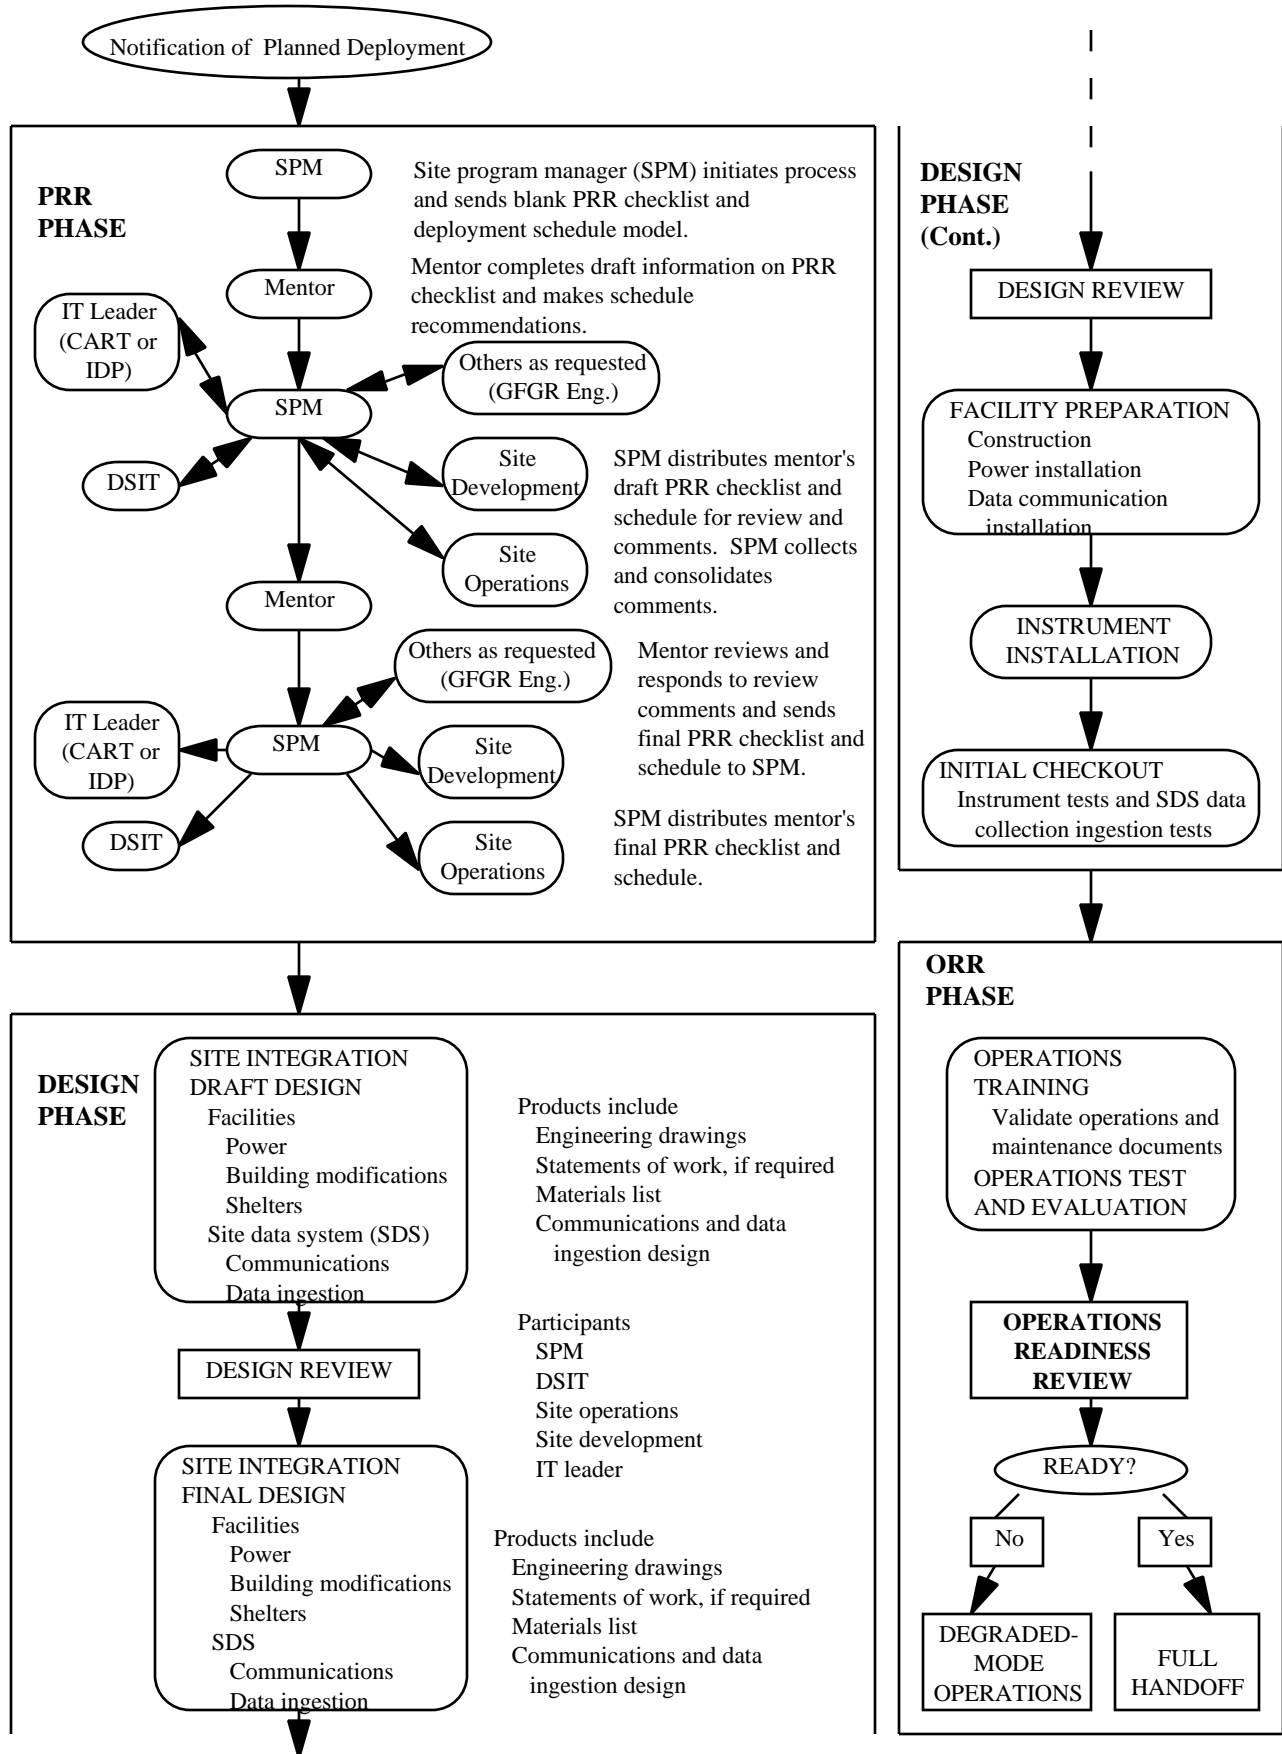 Notification of Planned Deployment
PRR
PHASE
SPM
Site program manager (SPM) initiates process
and sends blank PRR checklist and
deployment schedule model.
Mentor
Mentor completes draft information on PRR
checklist and makes schedule
recommendations.
IT Leader
(CART or
IDP)
Others as requested
(GFGR Eng.)
SPM
DSIT
Site
Development
Site
Operations
SPM distributes mentor's
draft PRR checklist and
schedule for review and
comments. SPM collects
and consolidates
comments.
Mentor
Others as requested
(GFGR Eng.)
Mentor reviews and
responds to review
comments and sends
final PRR checklist and
schedule to SPM.
IT Leader
(CART or
IDP)
SPM
Site
Development
DSIT
Site
Operations
SPM distributes mentor's
final PRR checklist and
schedule.
DESIGN
PHASE
SITE INTEGRATION
DRAFT DESIGN
Facilities
Power
Building modifications
Shelters
Site data system (SDS)
Communications
Data ingestion
Products include
Engineering drawings
Statements of work, if required
Materials list
Communications and data
ingestion design
DESIGN REVIEW
Participants
SPM
DSIT
Site operations
Site development
IT leader
SITE INTEGRATION
FINAL DESIGN
Facilities
Power
Building modifications
Shelters
SDS
Communications
Data ingestion
Products include
Engineering drawings
Statements of work, if required
Materials list
Communications and data
ingestion design
DESIGN
PHASE
(Cont.)
DESIGN REVIEW
FACILITY PREPARATION
Construction
Power installation
Data communication
installation
INSTRUMENT
INSTALLATION
INITIAL CHECKOUT
Instrument tests and SDS data
collection ingestion tests
ORR
PHASE
OPERATIONS
TRAINING
Validate operations and
maintenance documents
OPERATIONS TEST
AND EVALUATION
OPERATIONS
READINESS
REVIEW
READY?
No
Yes
DEGRADED-
MODE
OPERATIONS
FULL
HANDOFF